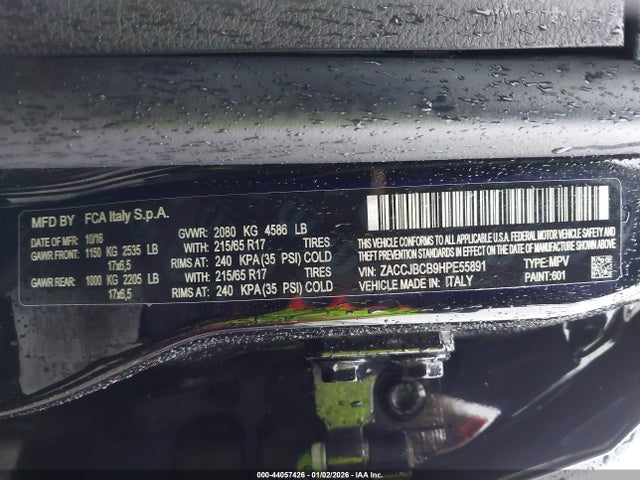 MFD BY FCA Italy S.p.A.
DATE OF MFR: 10/16 GVWR: 2080 KG 4586 LB
GAWR FRONT: 1150 KG 2535 LB WITH: 215/65 R17 TIRES
17x6,5 RIMS AT: 240 KPA(35 PSI) COLD
GAWR REAR: 1000 KG 2205 LB WITH: 215/65 R17 TIRES
17x6,5 RIMS AT: 240 KPA(35 PSI) COLD
THIS VEHICLE CONFORMS TO ALL APPLICABLE U.S.A.
FEDERAL MOTOR VEHICLE SAFETY, BUMPER, AND THEFT
PREVENTION STANDARDS IN EFFECT ON THE DATE OF
MANUFACTURE SHOWN ABOVE.
VIN: ZACCJBCB9HPE55891 TYPE: MPV
VEHICLE MADE IN: ITALY PAINT: 601
000-44057426 - 01/02/2026 - IAA Inc.